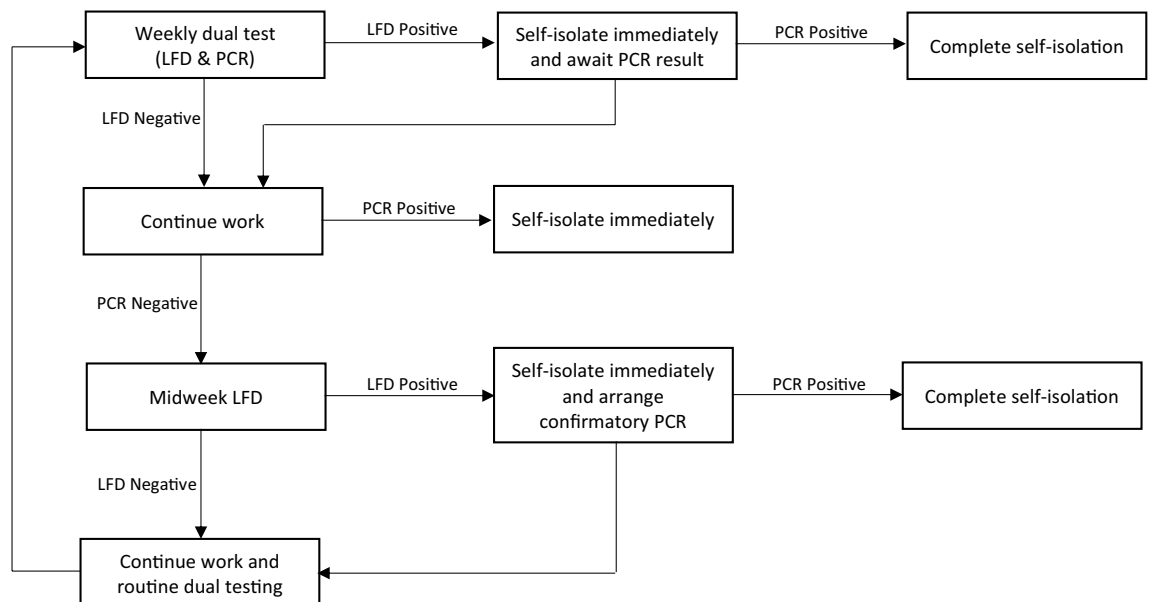 Weekly dual test
(LFD & PCR)
LFD Positive
Self-isolate immediately
and await PCR result
PCR Positive
Complete self-isolation
LFD Negative
Continue work
PCR Positive
Self-isolate immediately
PCR Negative
Midweek LFD
LFD Positive
Self-isolate immediately
and arrange
confirmatory PCR
PCR Positive
Complete self-isolation
LFD Negative
Continue work and
routine dual testing